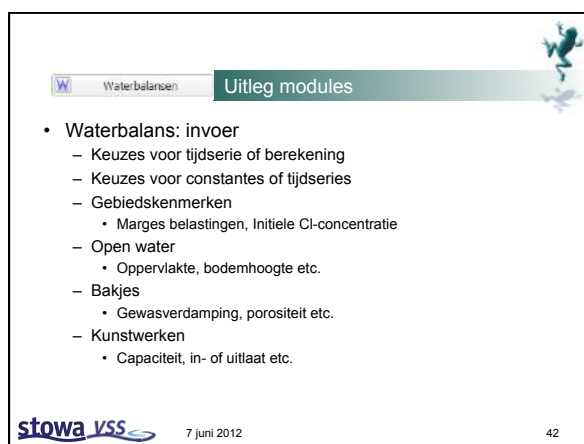 W Waterbalansen Uitleg modules
• Waterbalans: invoer
– Keuzes voor tijdserie of berekening
– Keuzes voor constantes of tijdseries
– Gebiedskenmerken
• Marges belastingen, Initiele Cl-concentratie
– Open water
• Oppervlakte, bodemhoogte etc.
– Bakjes
• Gewasverdamping, porositeit etc.
– Kunstwerken
• Capaciteit, in- of uitlaat etc.
stowa vss 7 juni 2012 42